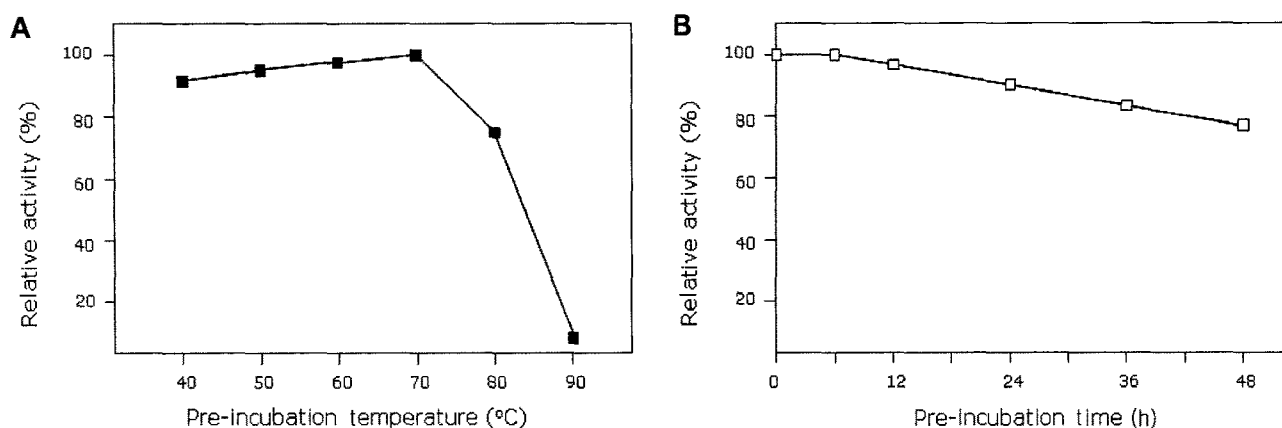 A
100
80
60
40
20
Relative activity (%)
40 50 60 70 80 90
Pre-incubation temperature (ºC)
B
100
80
60
40
20
Relative activity (%)
0 12 24 36 48
Pre-incubation time (h)